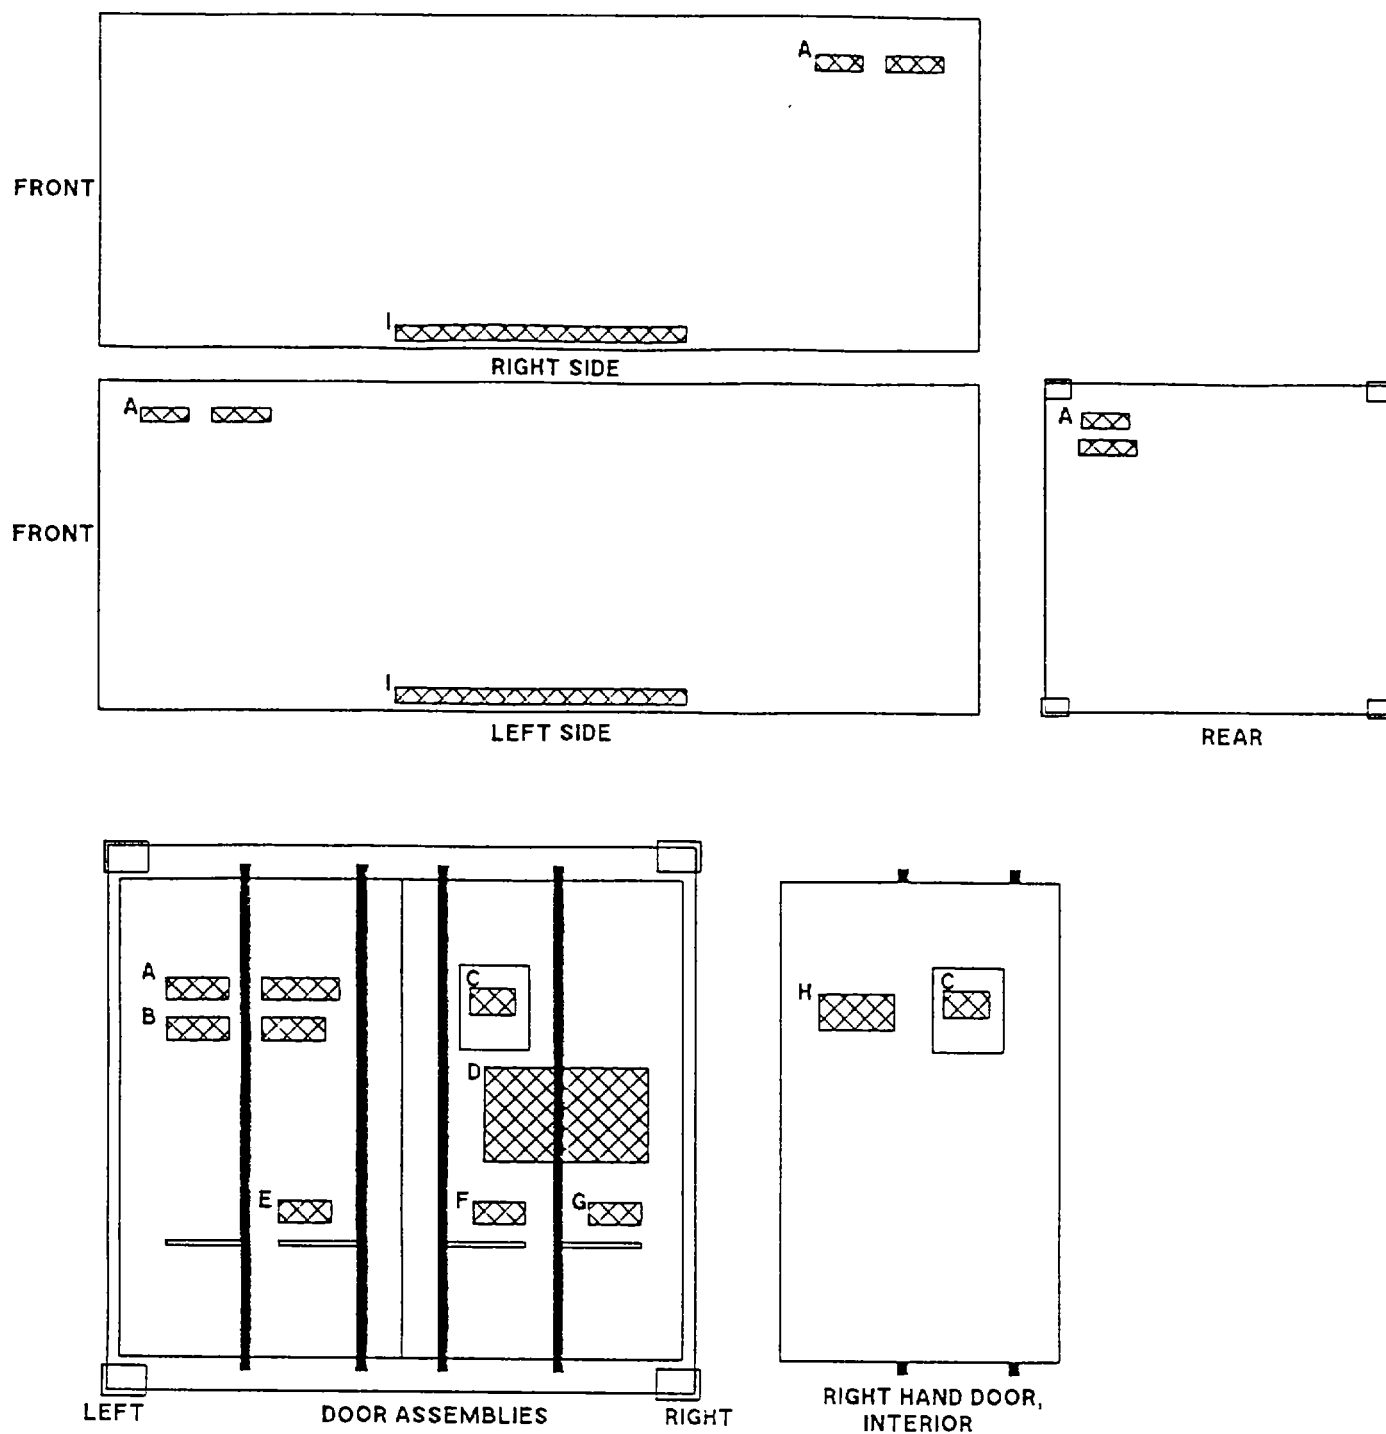 A
FRONT
I
RIGHT SIDE
A
A
FRONT
I
LEFT SIDE
REAR
A
C
H
C
B
D
E
F
G
LEFT
DOOR ASSEMBLIES
RIGHT
RIGHT HAND DOOR,
INTERIOR